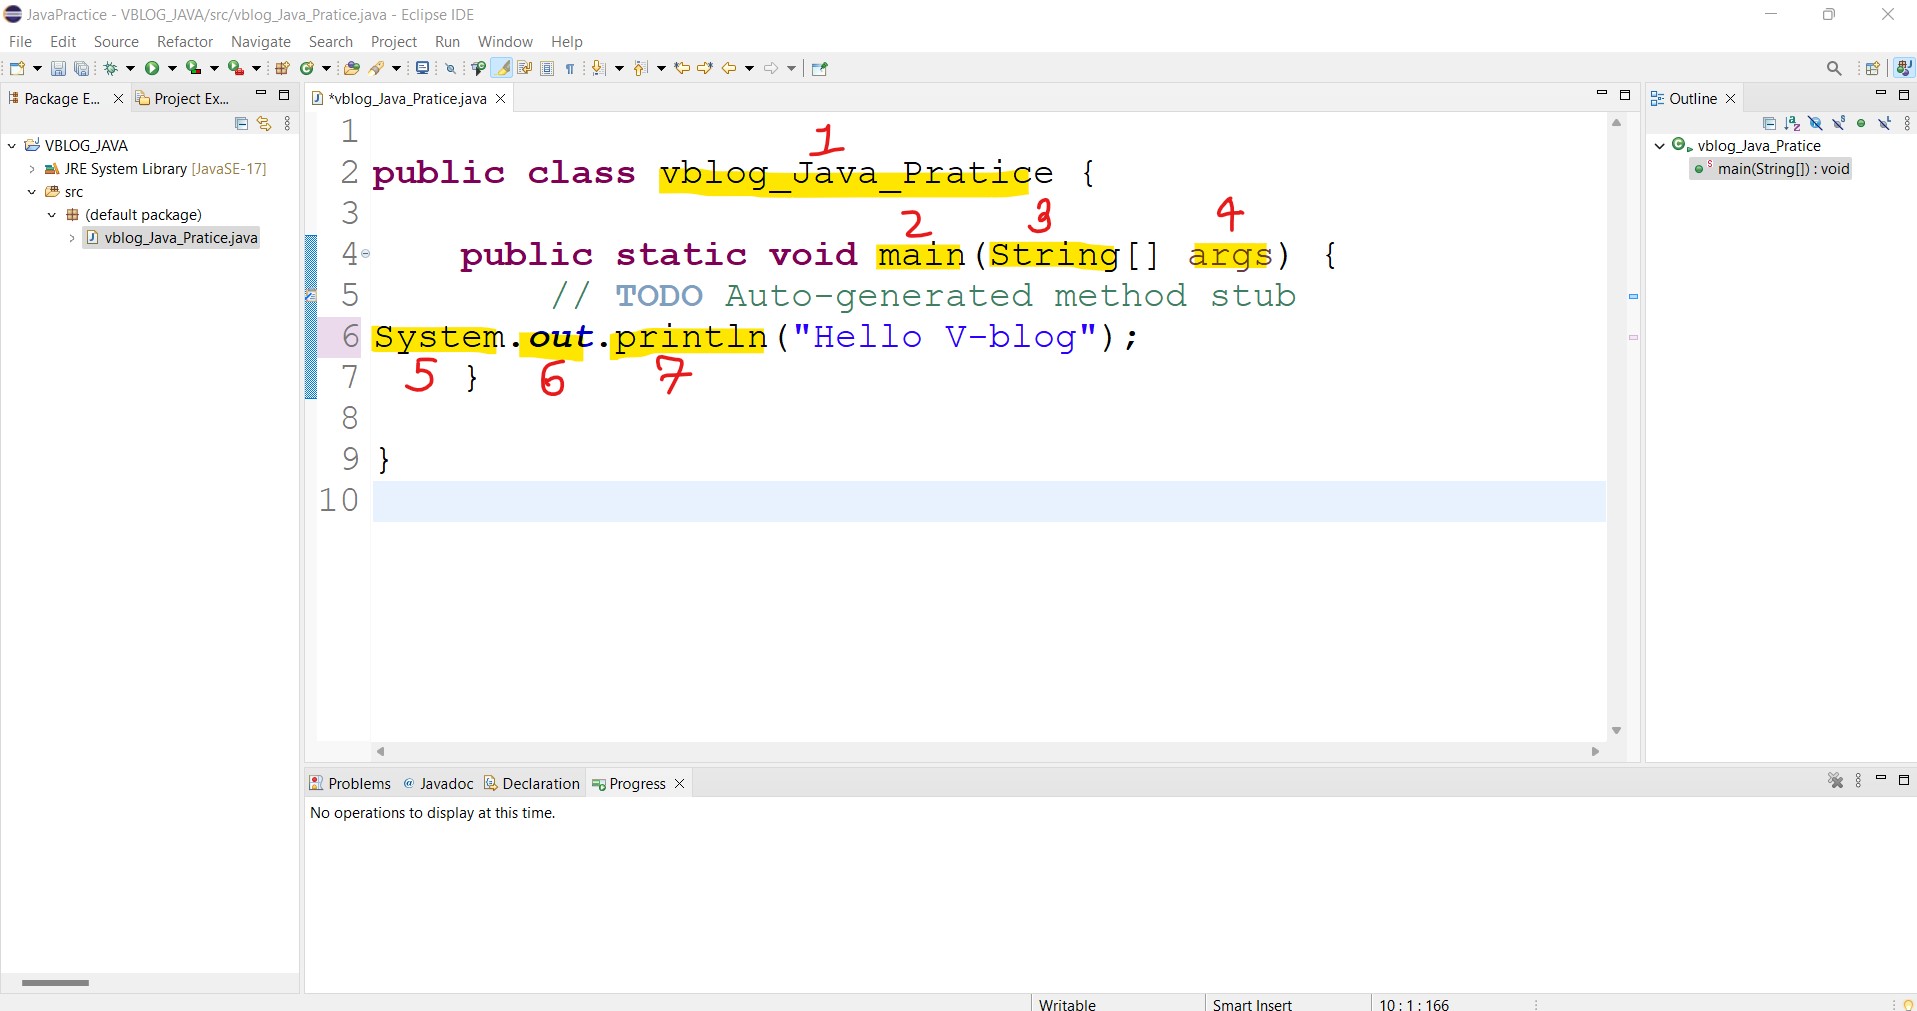 JavaPractice - VBLOG_JAVA/src/vblog_Java_Pratice.java - Eclipse IDE
File Edit Source Refactor Navigate Search Project Run Window Help
Package E... Project Ex...
VBLOG_JAVA
JRE System Library [JavaSE-17]
src
(default package)
vblog_Java_Pratice.java
*vblog_Java_Pratice.java
1
1
2 public class vblog_Java_Pratice {
3
2 3 4
4 public static void main(String[] args) {
5 // TODO Auto-generated method stub
6 System.out.println("Hello V-blog");
7 }
5 6 7
8
9 }
10
Outline
vblog_Java_Pratice
main(String[]) : void
Problems @ Javadoc Declaration Progress
No operations to display at this time.
Writable Smart Insert 10 : 1 : 166